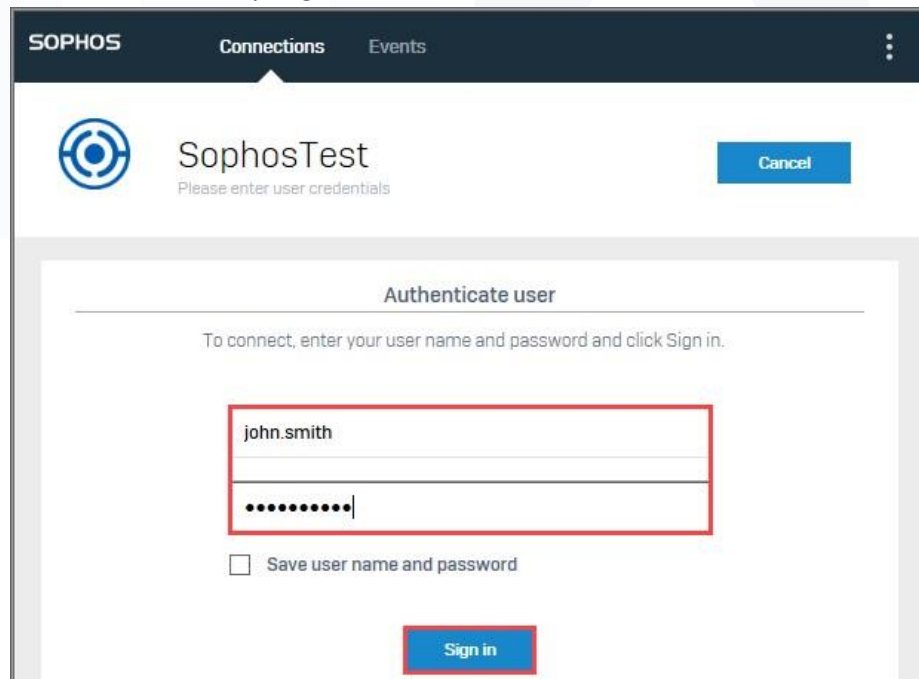 SOPHOS Connections Events
SophosTest
Cancel
Please enter user credentials
Authenticate user
To connect, enter your user name and password and click Sign in.
john.smith
••••••••••
Save user name and password
Sign in